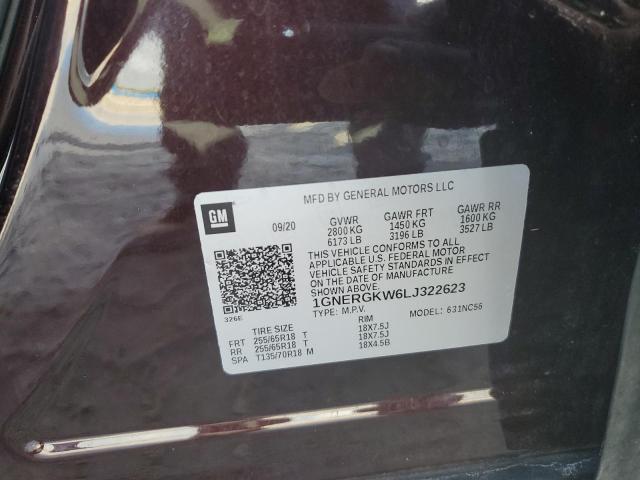 MFD BY GENERAL MOTORS LLC
GM
09/20
GVWR
2800 KG
6173 LB
GAWR FRT
1450 KG
3196 LB
GAWR RR
1600 KG
3527 LB
THIS VEHICLE CONFORMS TO ALL
APPLICABLE U.S. FEDERAL MOTOR
VEHICLE SAFETY STANDARDS IN EFFECT
ON THE DATE OF MANUFACTURE
1GNERGKW6LJ322623
TYPE: M.P.V.
MODEL: 631NC56
326E
TIRE SIZE RIM
FRT 255/65R18 T 18X7.5J
RR 255/65R18 T 18X7.5J
SPA T135/70R18 M 18X4.5B